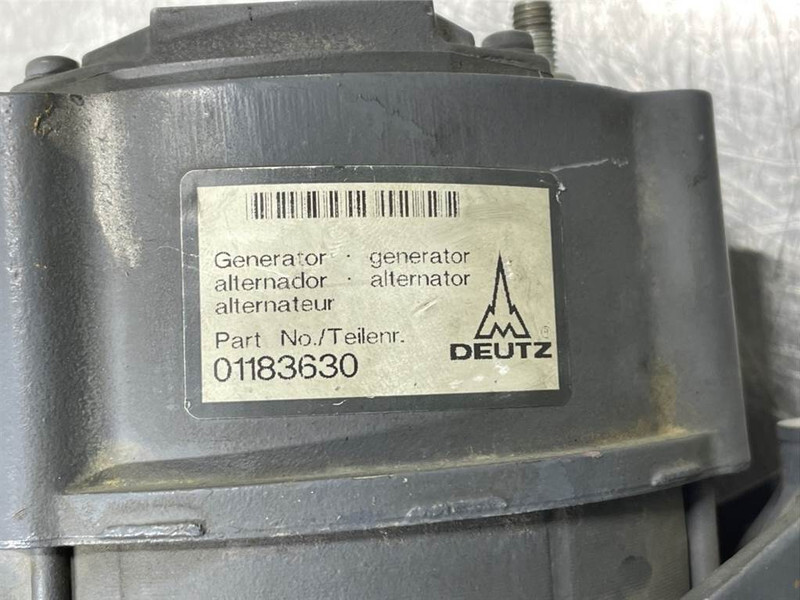 Generator · generator
alternador · alternator
alternateur
Part No./Teilenr.
01183630
®
DEUTZ